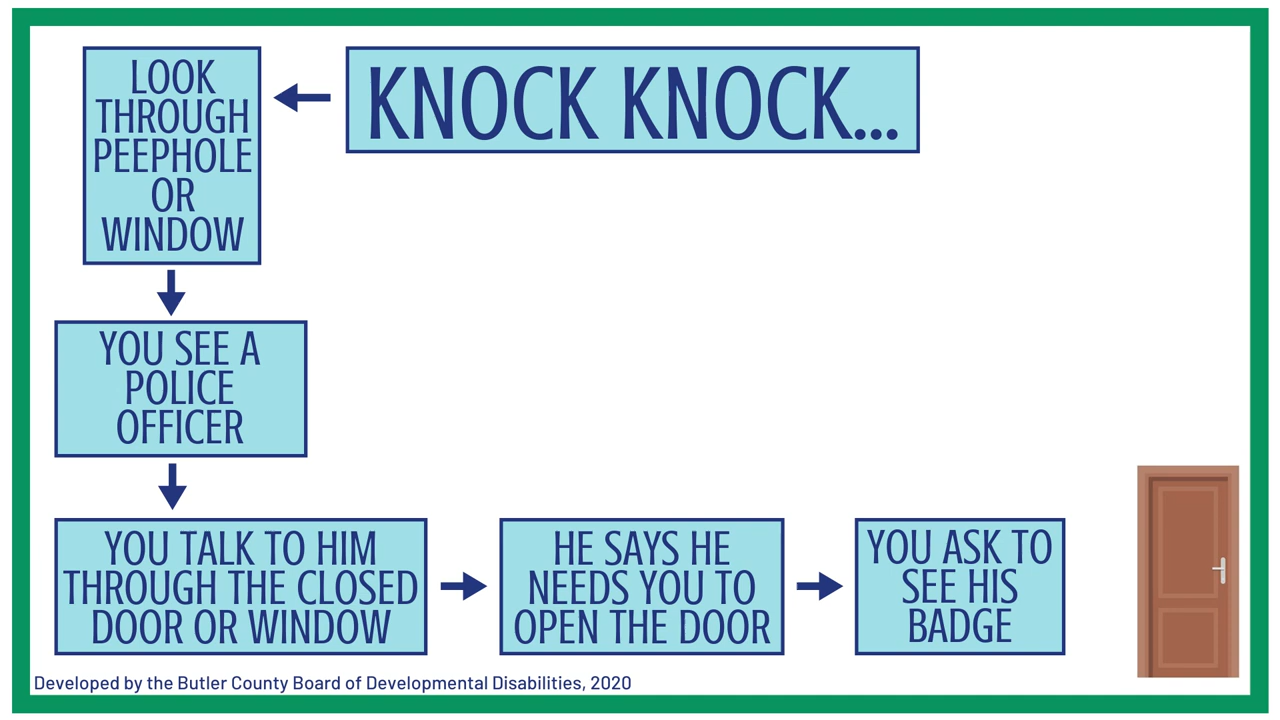 KNOCK KNOCK...
LOOK
THROUGH
PEEPHOLE
OR
WINDOW
YOU SEE A
POLICE
OFFICER
YOU TALK TO HIM
THROUGH THE CLOSED
DOOR OR WINDOW
HE SAYS HE
NEEDS YOU TO
OPEN THE DOOR
YOU ASK TO
SEE HIS
BADGE
Developed by the Butler County Board of Developmental Disabilities, 2020